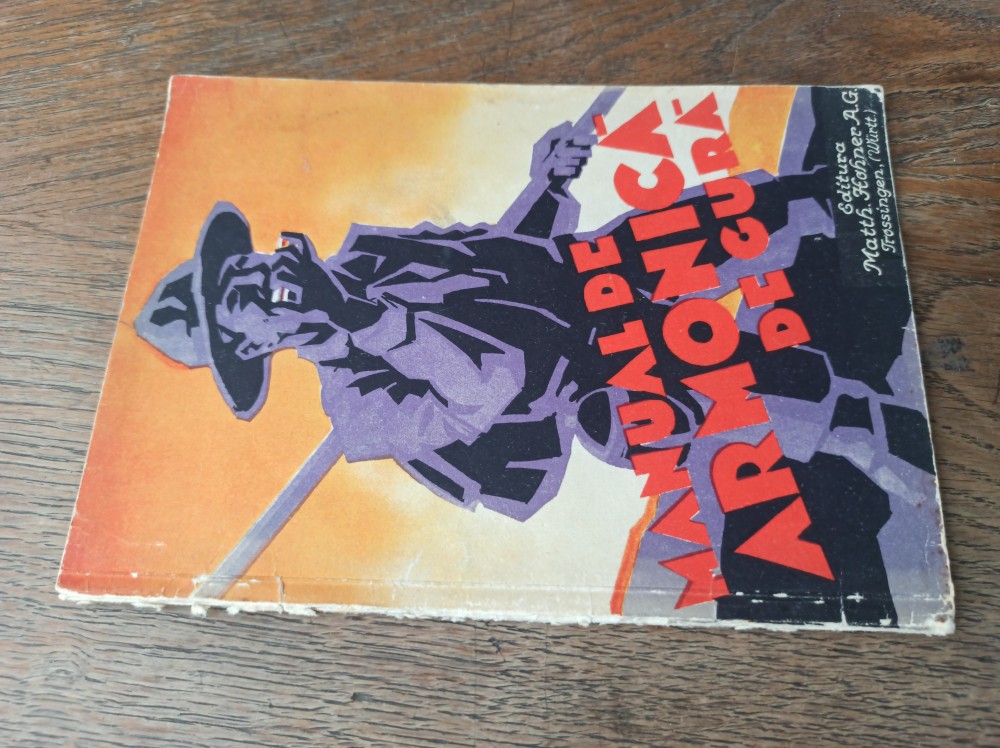 MANUAL DE
ARMONICĂ
DE GURĂ
Editura
Matth. Hohner A.G.
Trossingen, (Württ.)